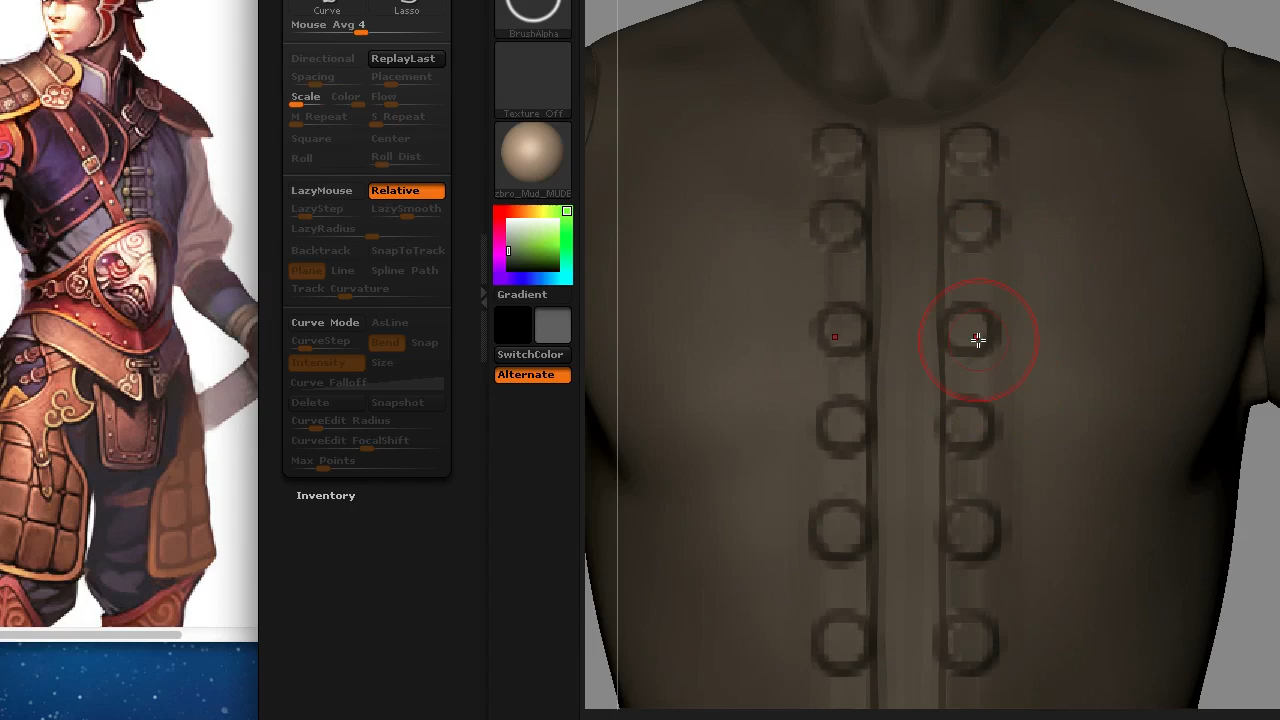 Curve Lasso
Mouse Avg 4
Directional ReplayLast
Spacing Placement
Scale Color Flow
M Repeat S Repeat
Square Center
Roll Roll Dist
LazyMouse Relative
LazyStep LazySmooth
LazyRadius
Backtrack SnapToTrack
Plane Line Spline Path
Track Curvature
Curve Mode AsLine
CurveStep Bend Snap
Intensity Size
Curve Falloff
Delete Snapshot
CurveEdit Radius
CurveEdit FocalShift
Max Points
Inventory
BrushAlpha
Texture Off
zbro_Mud_MUDE
Gradient
SwitchColor
Alternate